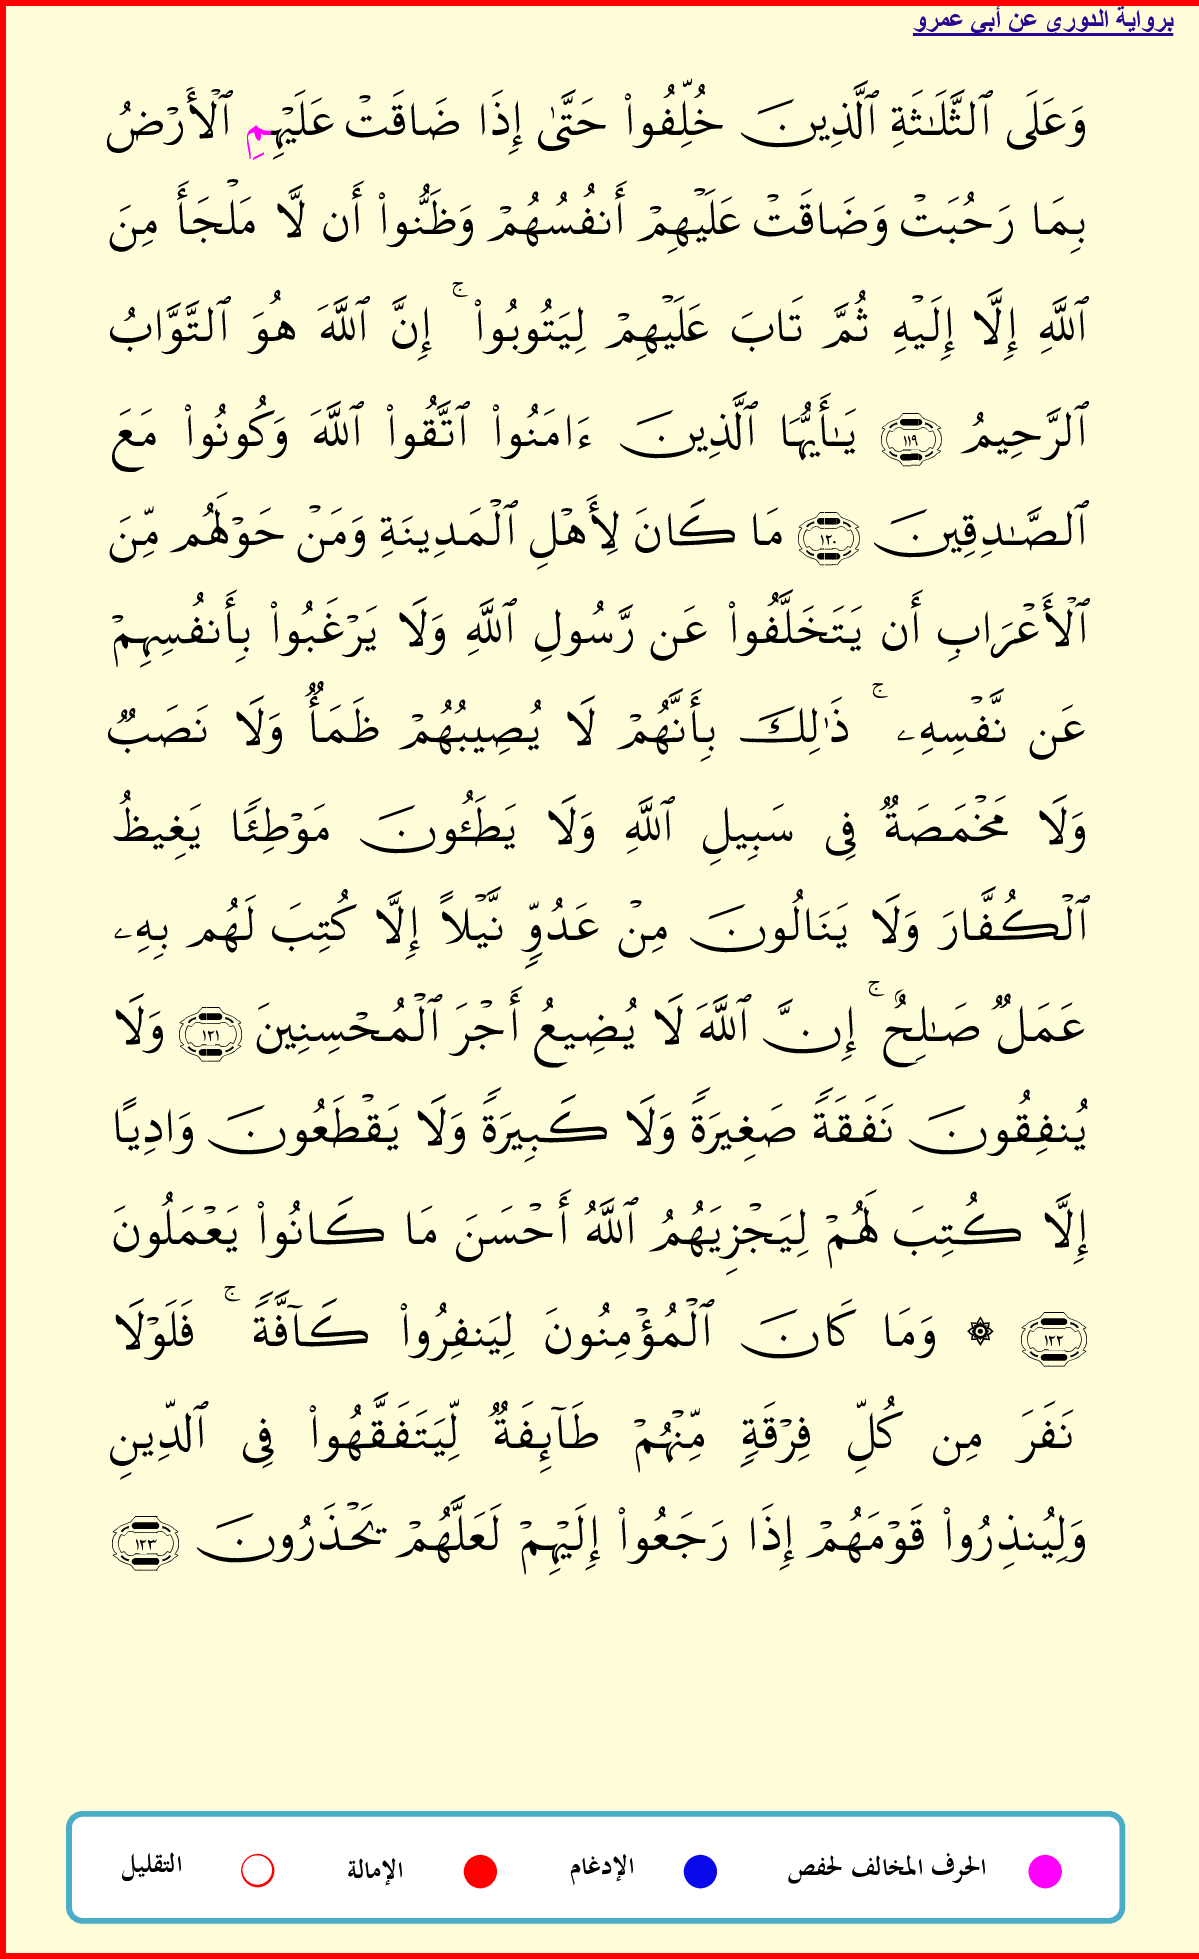 برواية الدوري عن أبي عمرو
وَعَلَى ٱلثَّلَـٰثَةِ ٱلَّذِينَ خُلِّفُواْ حَتَّىٰ إِذَا ضَاقَتْ عَلَيْهِمِ ٱلْأَرْضُ
بِمَا رَحُبَتْ وَضَاقَتْ عَلَيْهِمْ أَنفُسُهُمْ وَظَنُّواْ أَن لَّا مَلْجَأَ مِنَ
ٱللَّهِ إِلَّا إِلَيْهِ ثُمَّ تَابَ عَلَيْهِمْ لِيَتُوبُواْ ۚ إِنَّ ٱللَّهَ هُوَ ٱلتَّوَّابُ
ٱلرَّحِيمُ ١١٩ يَـٰأَيُّهَا ٱلَّذِينَ ءَامَنُواْ ٱتَّقُواْ ٱللَّهَ وَكُونُواْ مَعَ
ٱلصَّـٰدِقِينَ ١٢٠ مَا كَانَ لِأَهْلِ ٱلْمَدِينَةِ وَمَنْ حَوْلَهُم مِّنَ
ٱلْأَعْرَابِ أَن يَتَخَلَّفُواْ عَن رَّسُولِ ٱللَّهِ وَلَا يَرْغَبُواْ بِأَنفُسِهِمْ
عَن نَّفْسِهِۦ ۚ ذَٰلِكَ بِأَنَّهُمْ لَا يُصِيبُهُمْ ظَمَأٌ وَلَا نَصَبٌ
وَلَا مَخْمَصَةٌ فِى سَبِيلِ ٱللَّهِ وَلَا يَطَـُٔونَ مَوْطِئًا يَغِيظُ
ٱلْكُفَّارَ وَلَا يَنَالُونَ مِنْ عَدُوٍّ نَّيْلاً إِلَّا كُتِبَ لَهُم بِهِۦ
عَمَلٌ صَـٰلِحٌ ۚ إِنَّ ٱللَّهَ لَا يُضِيعُ أَجْرَ ٱلْمُحْسِنِينَ ١٢١ وَلَا
يُنفِقُونَ نَفَقَةً صَغِيرَةً وَلَا كَبِيرَةً وَلَا يَقْطَعُونَ وَادِيًا
إِلَّا كُتِبَ لَهُمْ لِيَجْزِيَهُمُ ٱللَّهُ أَحْسَنَ مَا كَانُواْ يَعْمَلُونَ
١٢٢ ۞ وَمَا كَانَ ٱلْمُؤْمِنُونَ لِيَنفِرُواْ كَآفَّةً ۚ فَلَوْلَا
نَفَرَ مِن كُلِّ فِرْقَةٍ مِّنْهُمْ طَآئِفَةٌ لِّيَتَفَقَّهُواْ فِى ٱلدِّينِ
وَلِيُنذِرُواْ قَوْمَهُمْ إِذَا رَجَعُواْ إِلَيْهِمْ لَعَلَّهُمْ يَحْذَرُونَ ١٢٣
الحرف المخالف لحفص الإدغام الإمالة التقليل